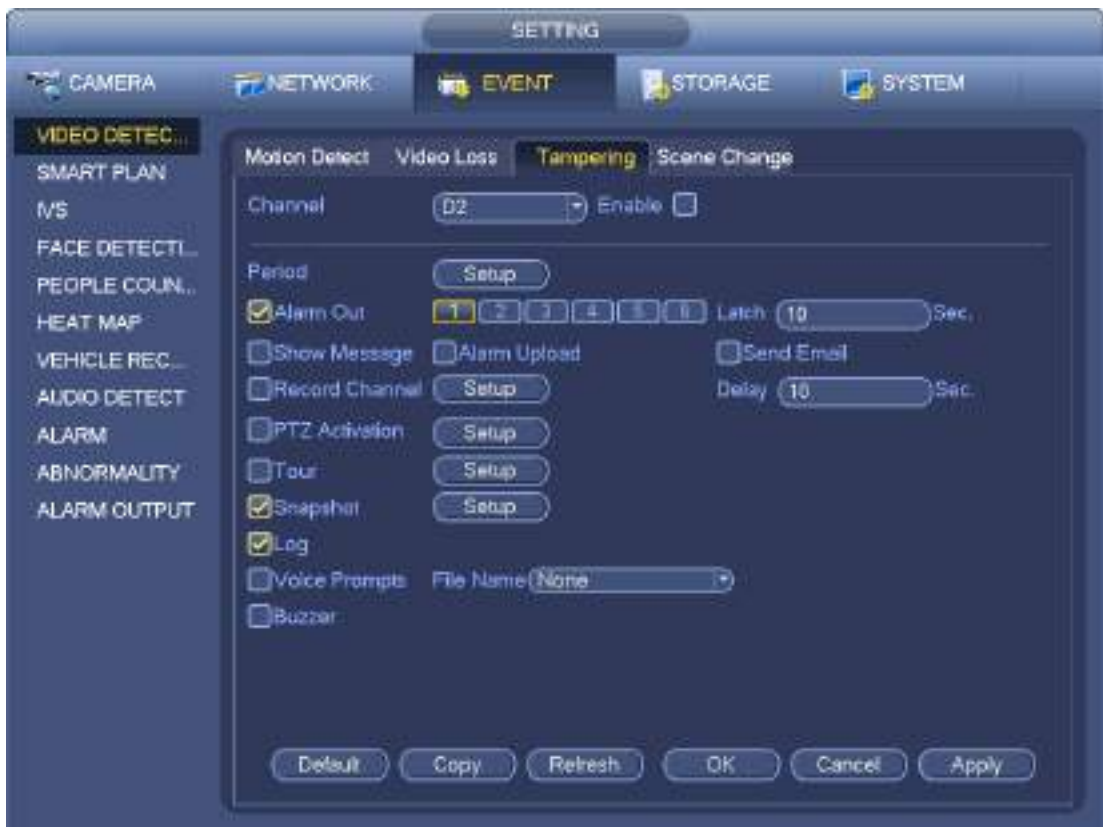 SETTING
CAMERA NETWORK EVENT STORAGE SYSTEM
VIDEO DETEC...
SMART PLAN
IVS
FACE DETECTI...
PEOPLE COUN...
HEAT MAP
VEHICLE REC...
AUDIO DETECT
ALARM
ABNORMALITY
ALARM OUTPUT
Motion Detect Video Loss Tampering Scene Change
Channel D2 Enable
Period Setup
Alarm Out 1 2 3 4 5 6 Latch 10 Sec.
Show Message Alarm Upload Send Email
Record Channel Setup Delay 10 Sec.
PTZ Activation Setup
Tour Setup
Snapshot Setup
Log
Voice Prompts File Name None
Buzzer
Default Copy Refresh OK Cancel Apply